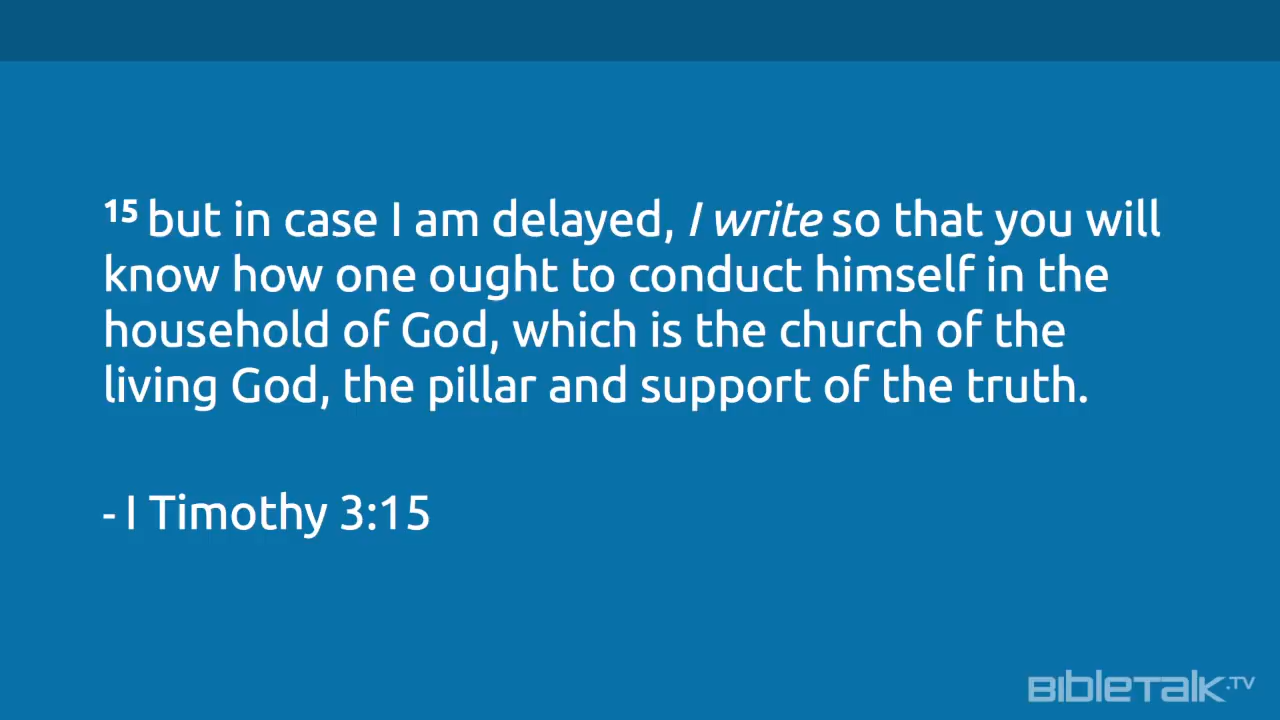 15 but in case I am delayed, I write so that you will
know how one ought to conduct himself in the
household of God, which is the church of the
living God, the pillar and support of the truth.
- I Timothy 3:15
BIBLETALK.TV